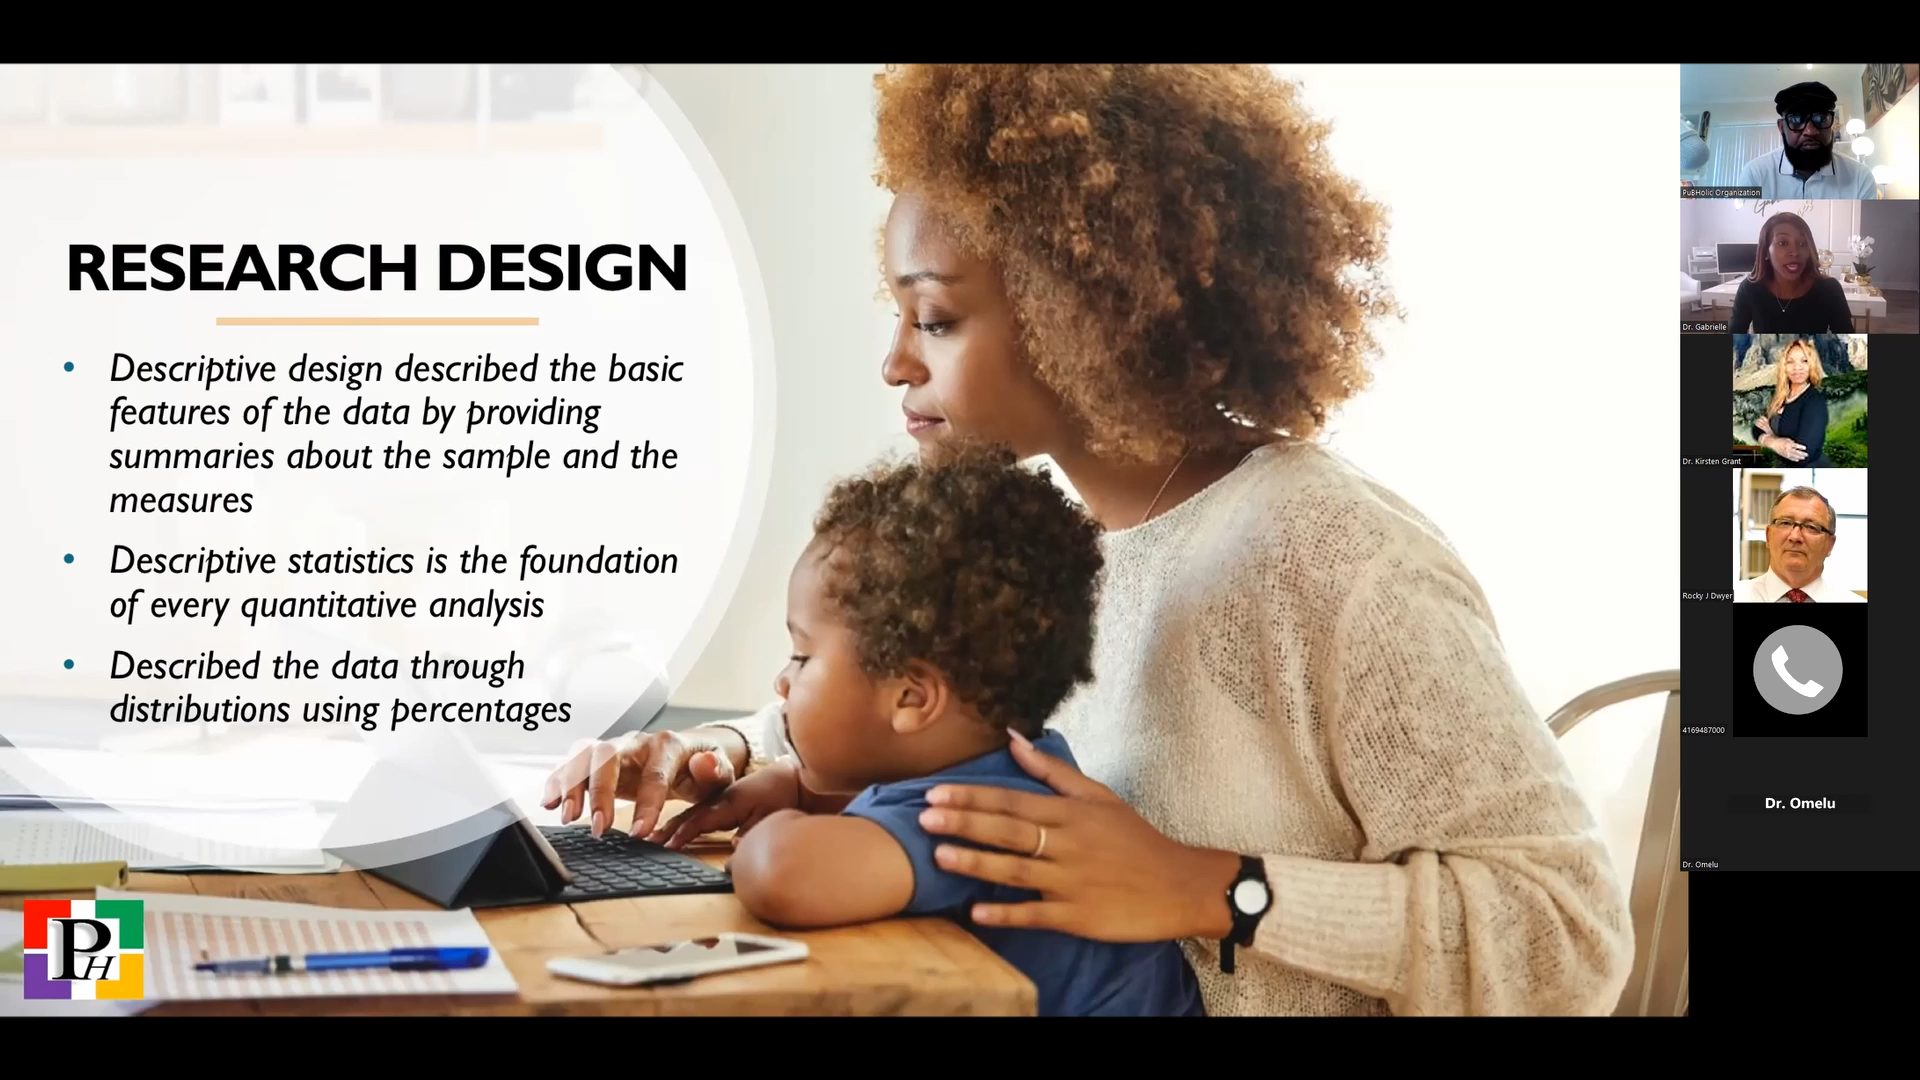 RESEARCH DESIGN
• Descriptive design described the basic
features of the data by providing
summaries about the sample and the
measures
• Descriptive statistics is the foundation
of every quantitative analysis
• Described the data through
distributions using percentages
PH
PuBHolic Organization
Dr. Gabrielle
Dr. Kirsten Grant
Rocky J Dwyer
4169487000
Dr. Omelu
Dr. Omelu